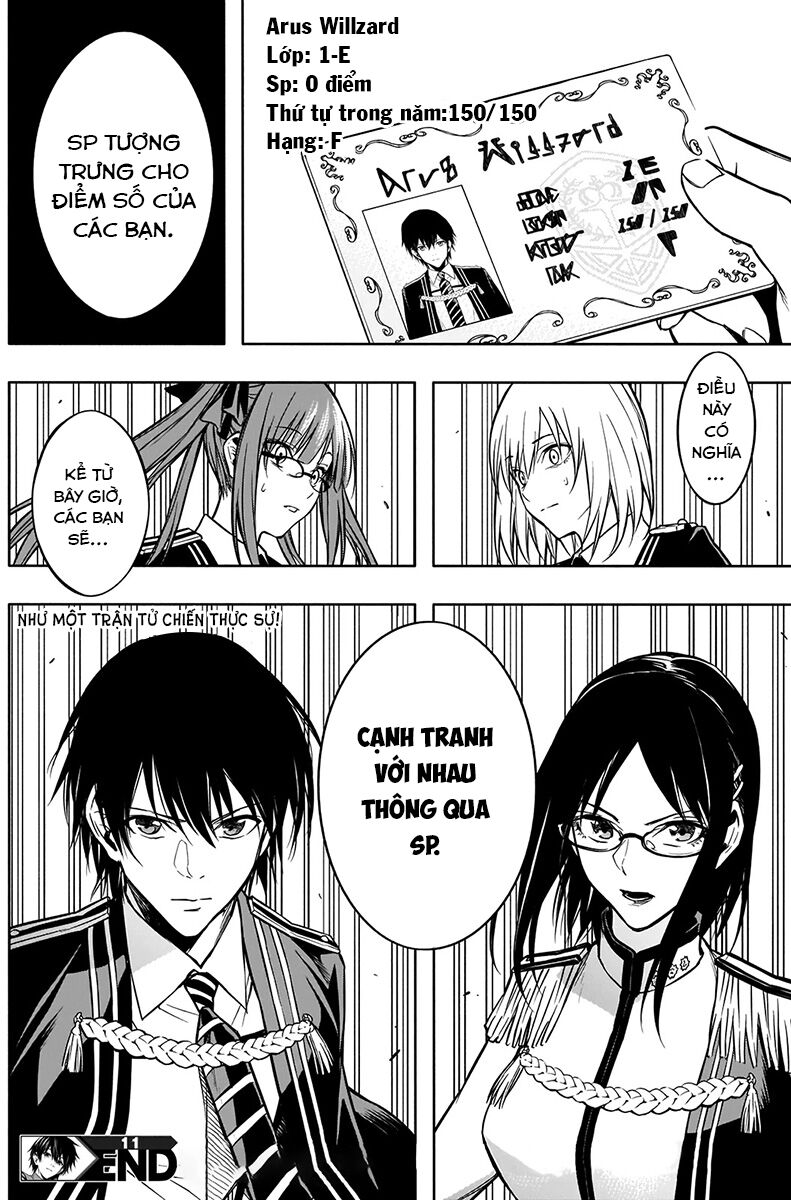 Arus Willzard
Lớp: 1-E
Sp: 0 điểm
Thứ tự trong năm:150/150
Hạng: F
1 E
150 / 150
F
SP TƯỢNG
TRƯNG CHO
ĐIỂM SỐ CỦA
CÁC BẠN.
ĐIỀU
NÀY
CÓ
NGHĨA
...
KỂ TỪ
BÂY GIỜ,
CÁC BẠN
SẼ...
NHƯ MỘT TRẬN TỬ CHIẾN THỰC SỰ!
CẠNH TRANH
VỚI NHAU
THÔNG QUA
SP.
11
END